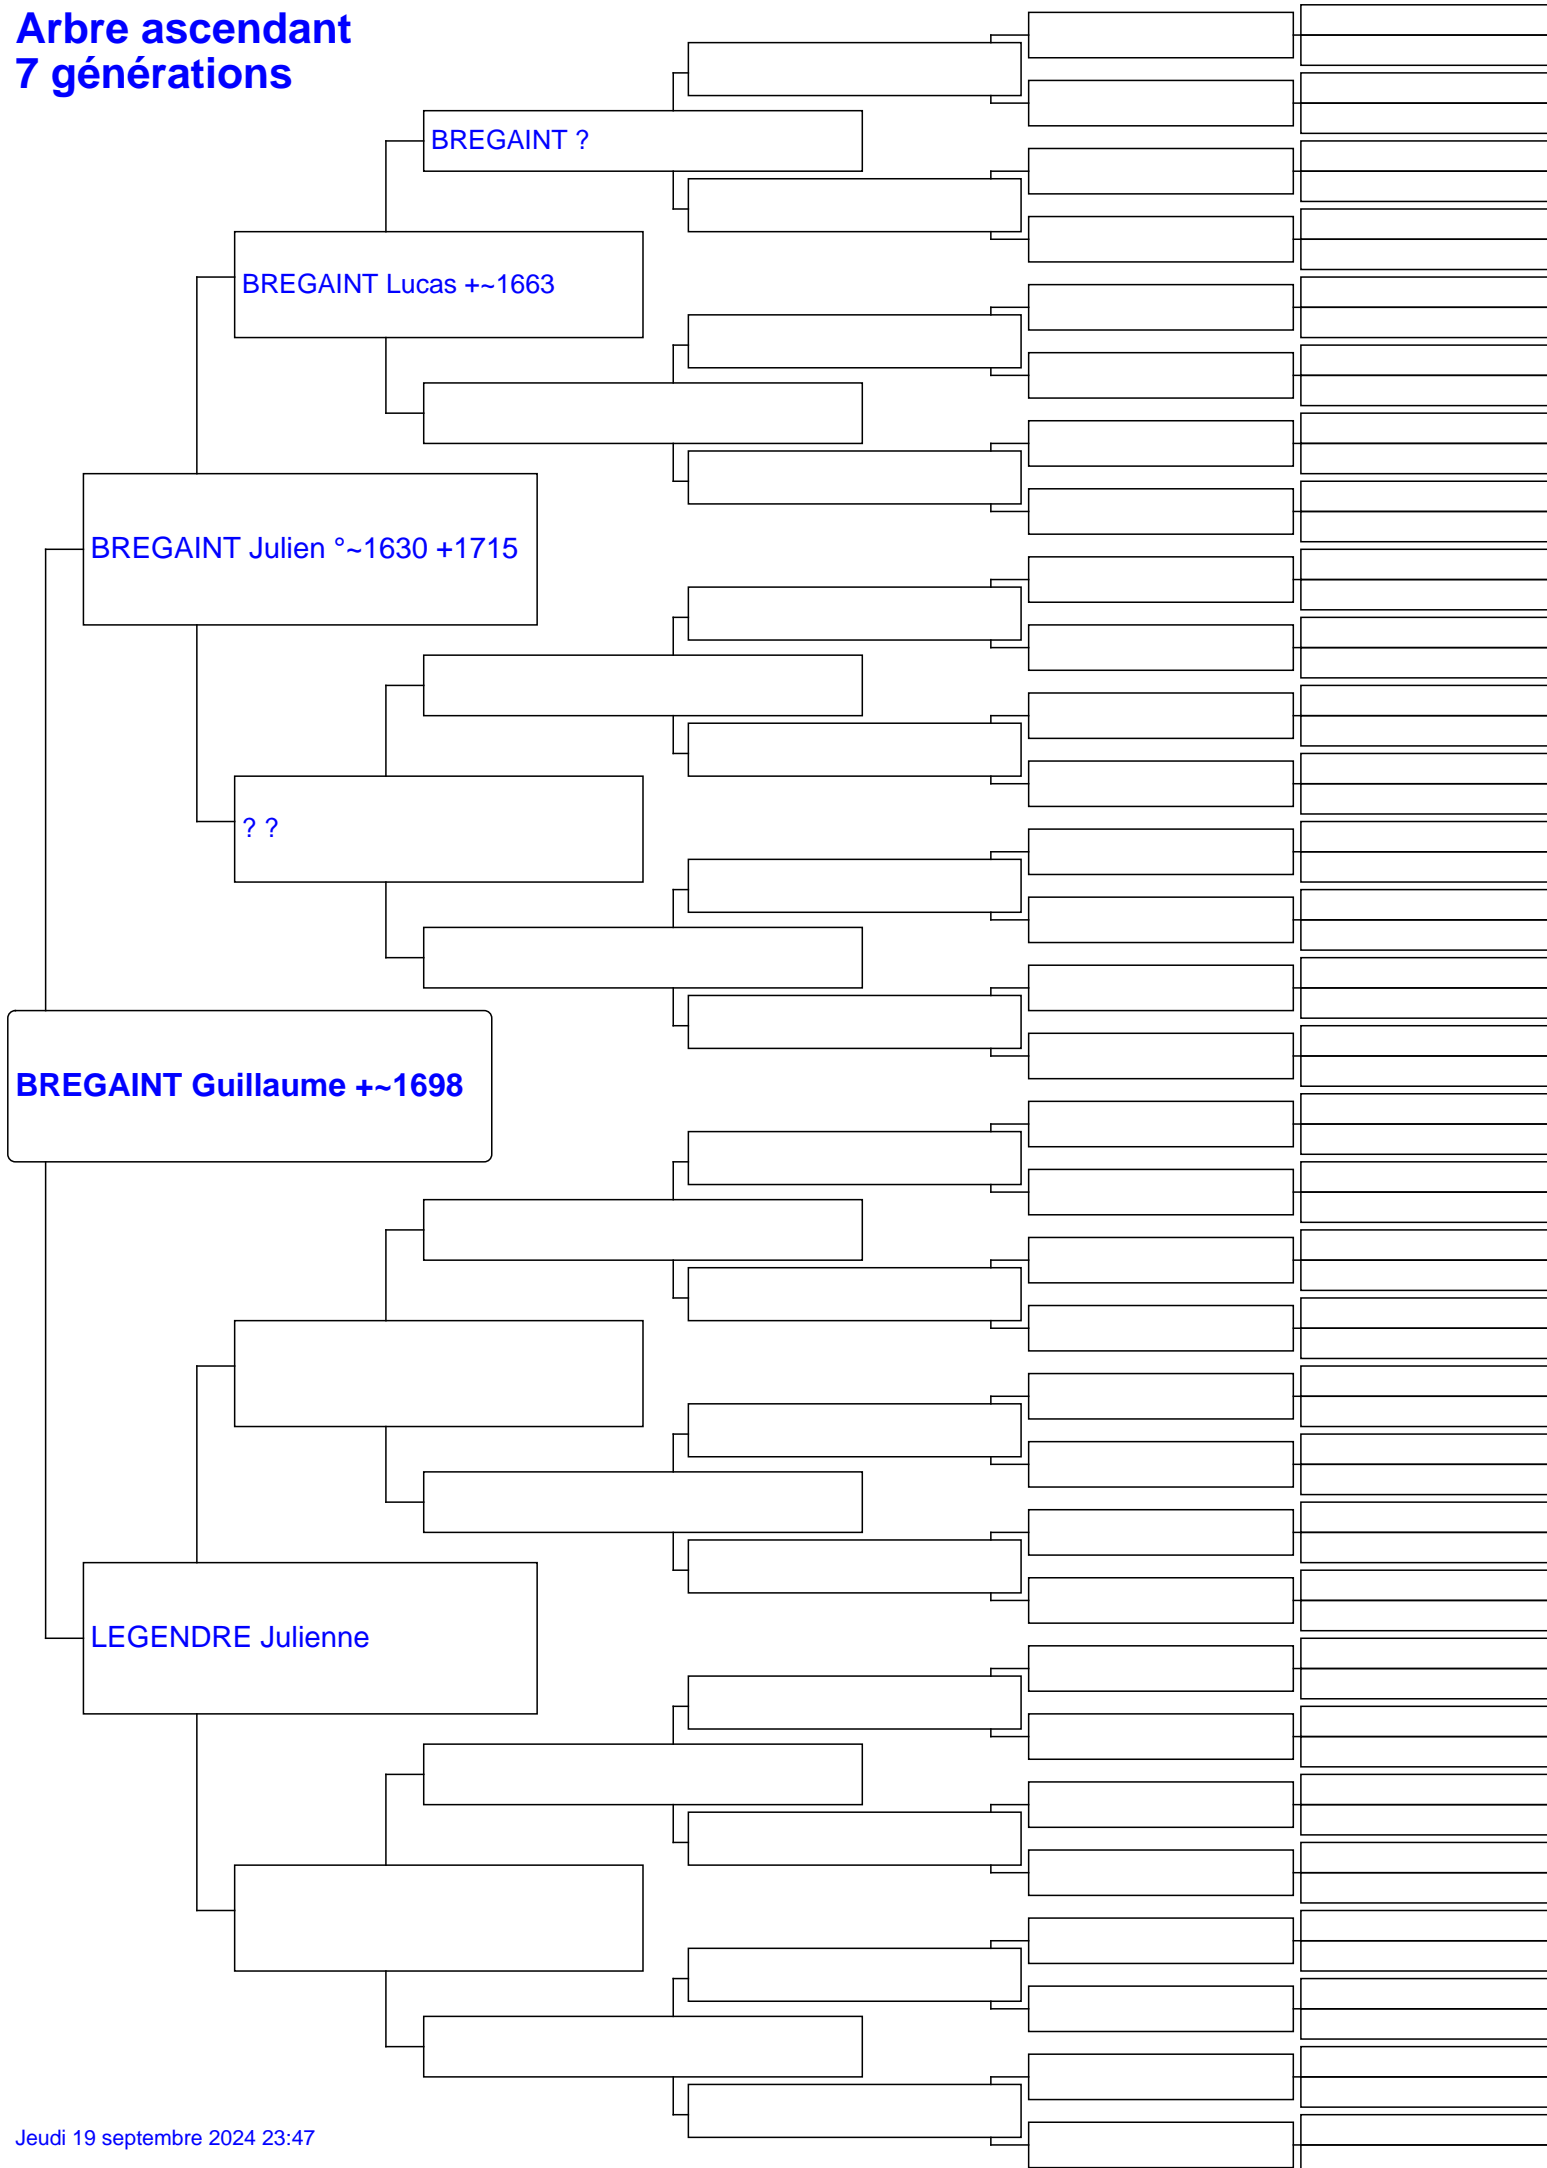 Arbre ascendant
7 générations
BREGAINT ?
BREGAINT Lucas +~1663
BREGAINT Julien °~1630 +1715
? ?
BREGAINT Guillaume +~1698
LEGENDRE Julienne
Jeudi 19 septembre 2024 23:47